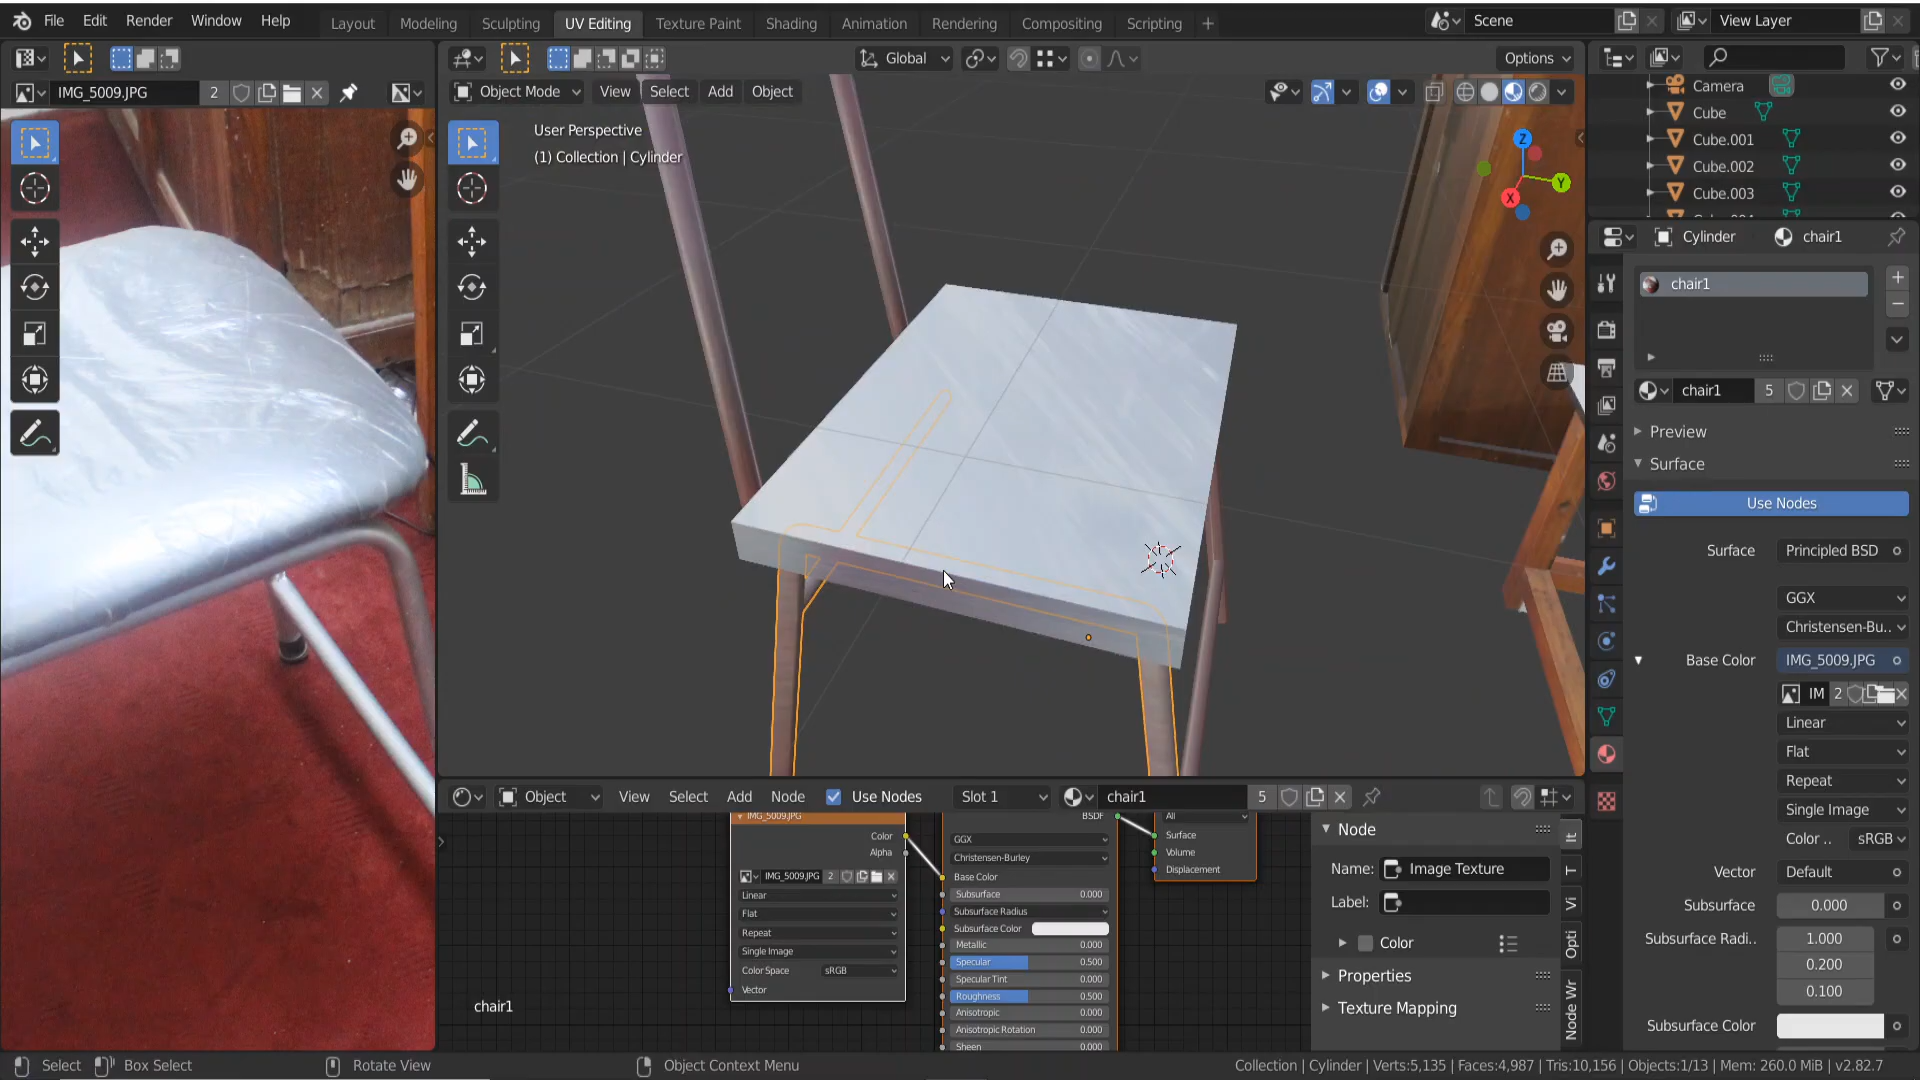 File Edit Render Window Help Layout Modeling Sculpting UV Editing Texture Paint Shading Animation Rendering Compositing Scripting + Scene View Layer
Global Options
IMG_5009.JPG 2 Object Mode View Select Add Object
User Perspective
(1) Collection | Cylinder
Z
Y
X
Camera
Cube
Cube.001
Cube.002
Cube.003
Cylinder chair1
chair1
chair1 5
Preview
Surface
Use Nodes
Surface Principled BSD
GGX
Christensen-Bu..
Base Color IMG_5009.JPG
IM 2
Linear
Flat
Repeat
Single Image
Color .. sRGB
Vector Default
Subsurface 0.000
Subsurface Radi.. 1.000
0.200
0.100
Subsurface Color
Object View Select Add Node Use Nodes Slot 1 chair1 5
IMG_5009.JPG
Color
Alpha
IMG_5009.JPG 2
Linear
Flat
Repeat
Single Image
Color Space sRGB
Vector
BSDF
GGX
Christensen-Burley
Base Color
Subsurface 0.000
Subsurface Radius
Subsurface Color
Metallic 0.000
Specular 0.500
Specular Tint 0.000
Roughness 0.500
Anisotropic 0.000
Anisotropic Rotation 0.000
Sheen 0.000
All
Surface
Volume
Displacement
chair1
Node
Name: Image Texture
Label:
Color
Properties
Texture Mapping
It
T
Vi
Opti
Node Wr
Select Box Select Rotate View Object Context Menu Collection | Cylinder | Verts:5,135 | Faces:4,987 | Tris:10,156 | Objects:1/13 | Mem: 260.0 MiB | v2.82.7